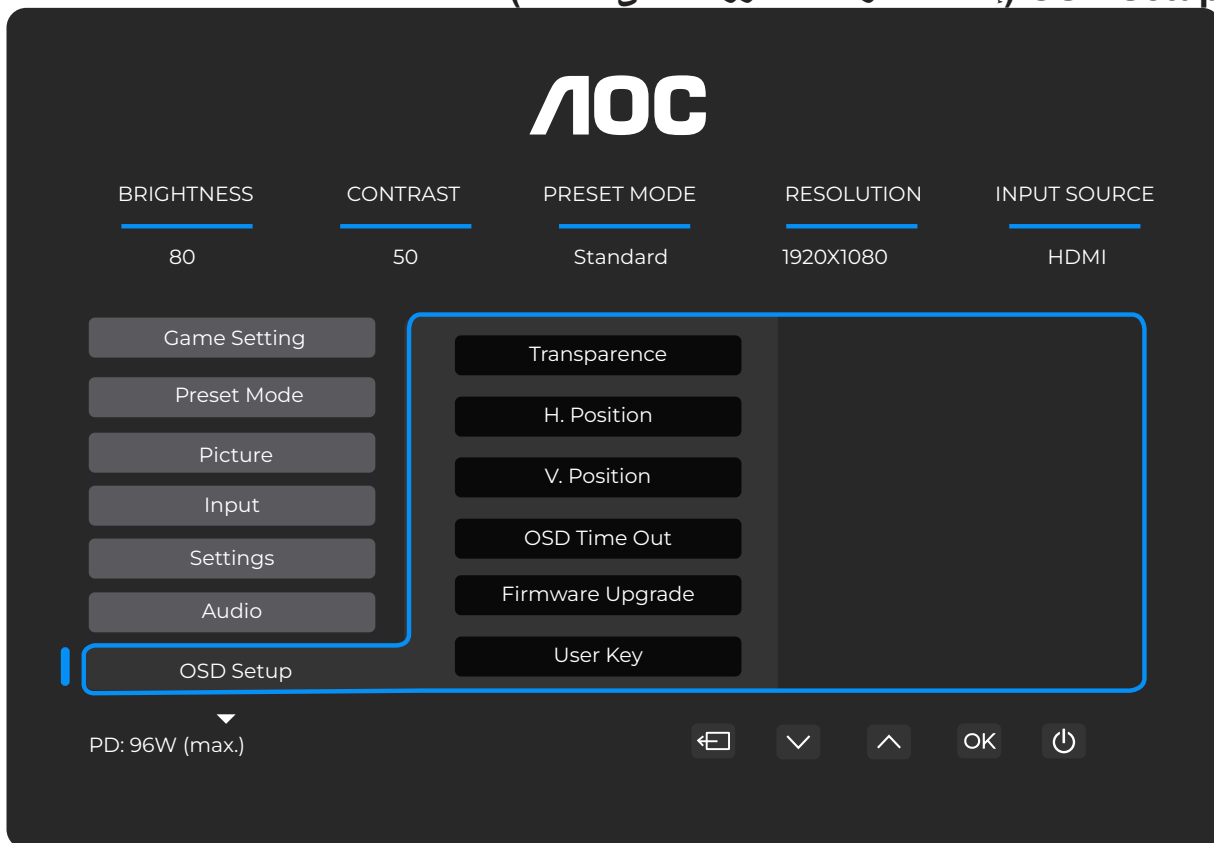 AOC
BRIGHTNESS CONTRAST PRESET MODE RESOLUTION INPUT SOURCE
80 50 Standard 1920X1080 HDMI
Game Setting
Preset Mode
Picture
Input
Settings
Audio
OSD Setup
Transparence
H. Position
V. Position
OSD Time Out
Firmware Upgrade
User Key
PD: 96W (max.)
OK